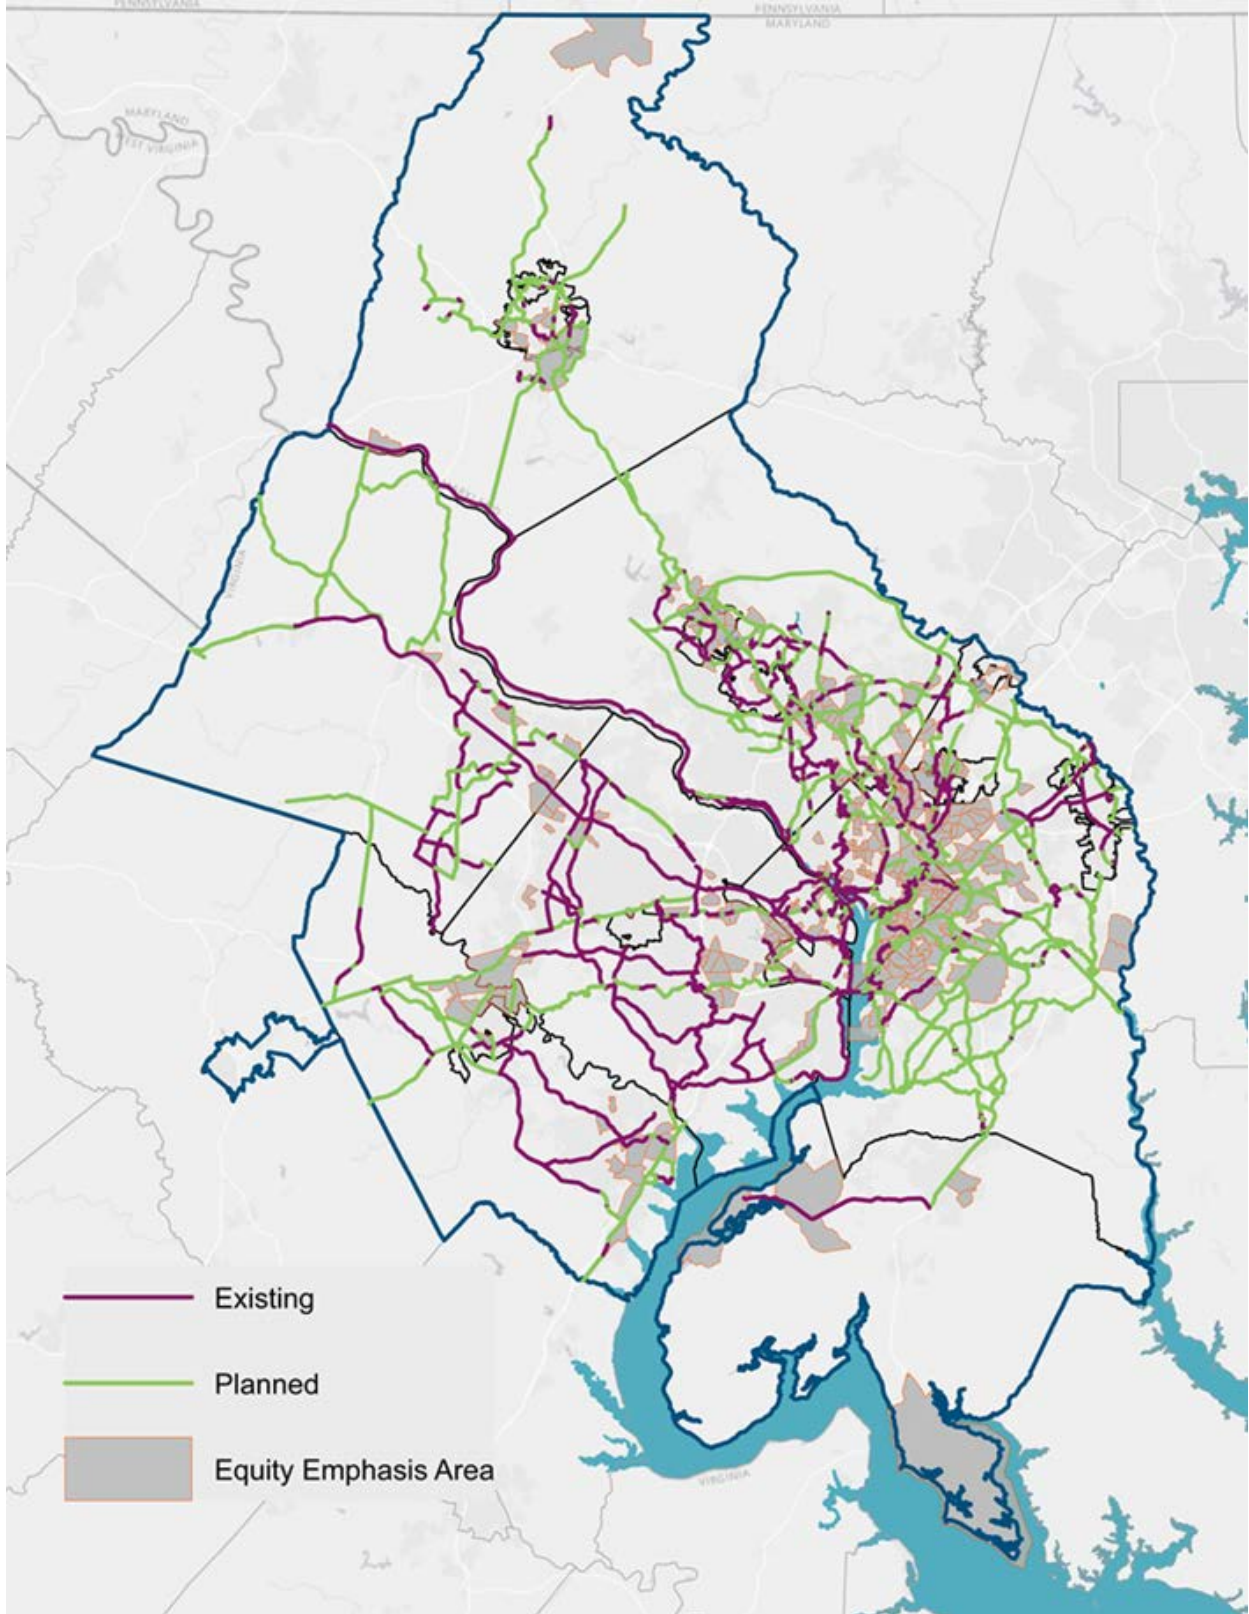 PENNSYLVANIA
PENNSYLVANIA
MARYLAND
MARYLAND
WEST VIRGINIA
VIRGINIA
Existing
Planned
Equity Emphasis Area
VIRGINIA